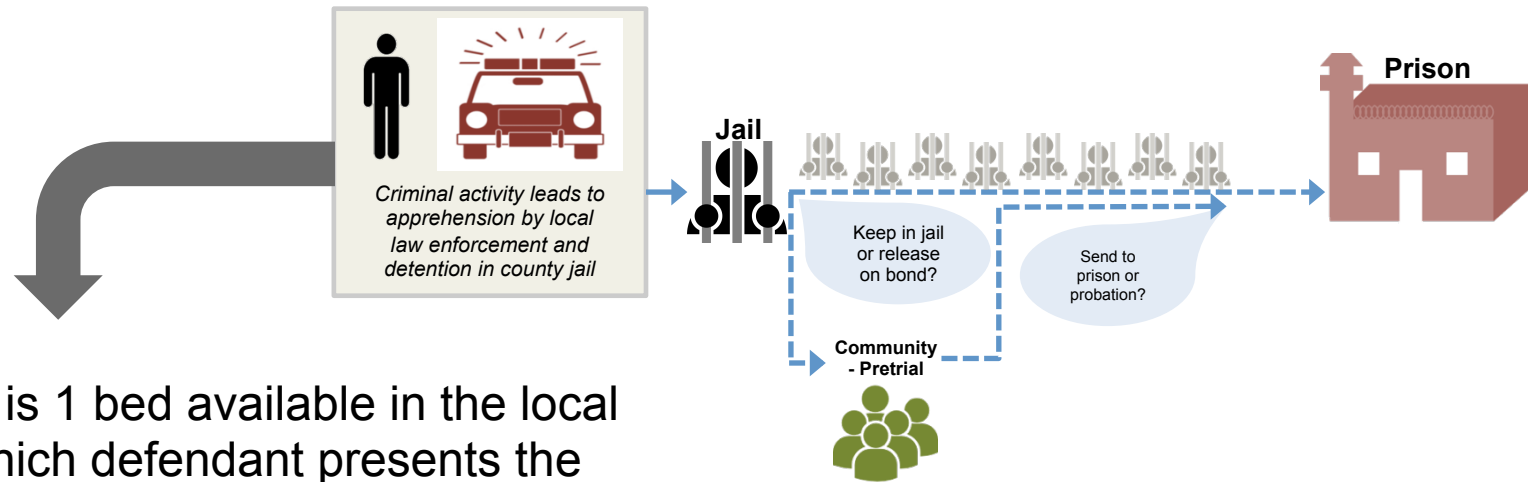 Criminal activity leads to
apprehension by local
law enforcement and
detention in county jail
Jail
Keep in jail
or release
on bond?
Community
- Pretrial
Send to
prison or
probation?
Prison
is 1 bed available in the local
hich defendant presents the